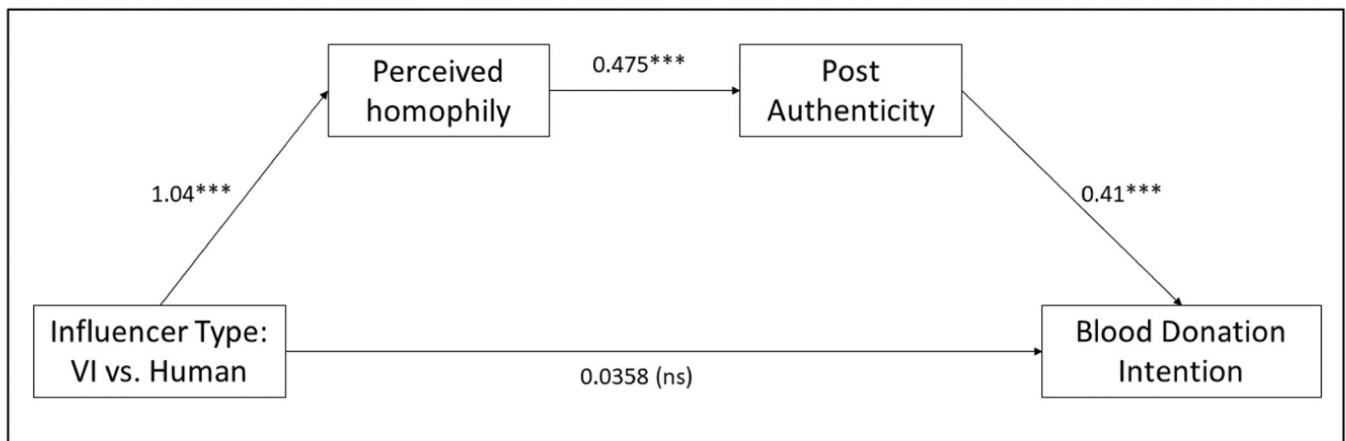 Perceived
homophily
0.475***
Post
Authenticity
1.04***
0.41***
Influencer Type:
VI vs. Human
0.0358 (ns)
Blood Donation
Intention